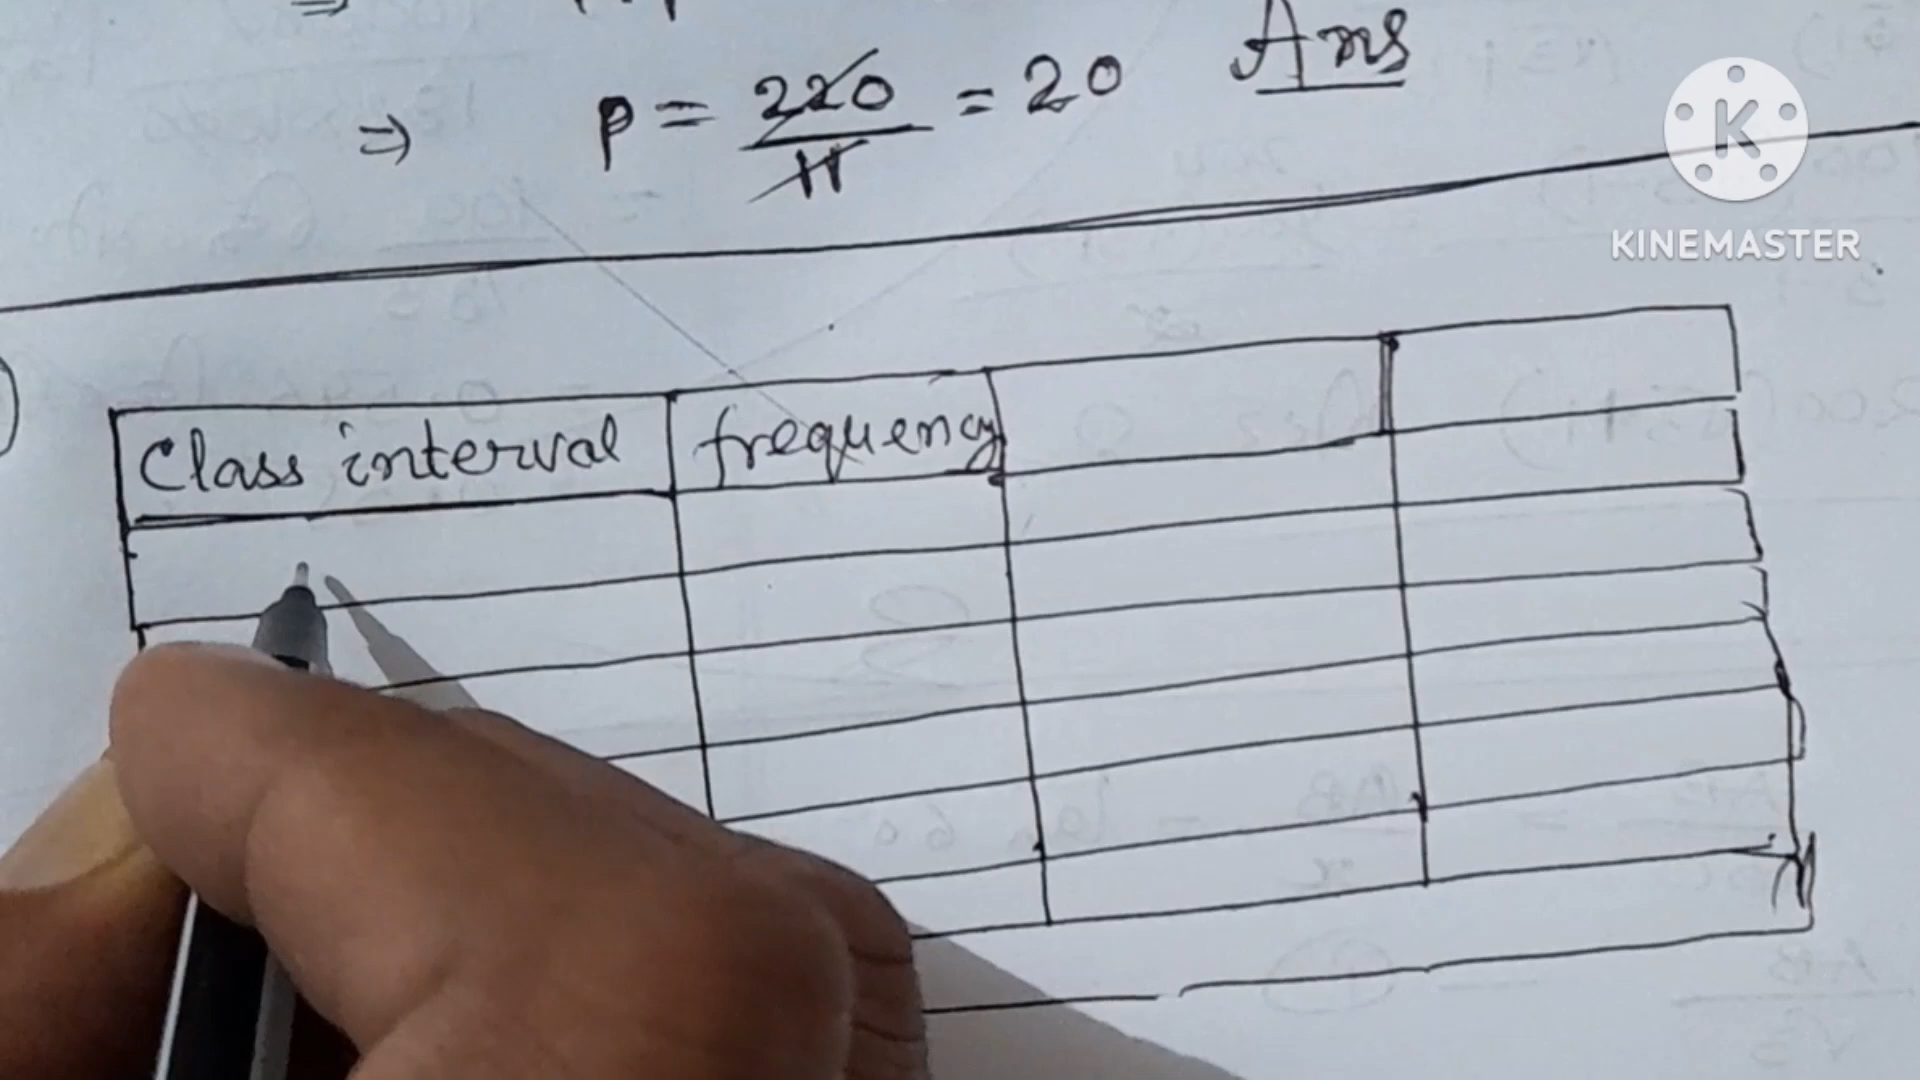 Ans
⇒ p = 220/11 = 20
K
KINEMASTER
Class interval frequency